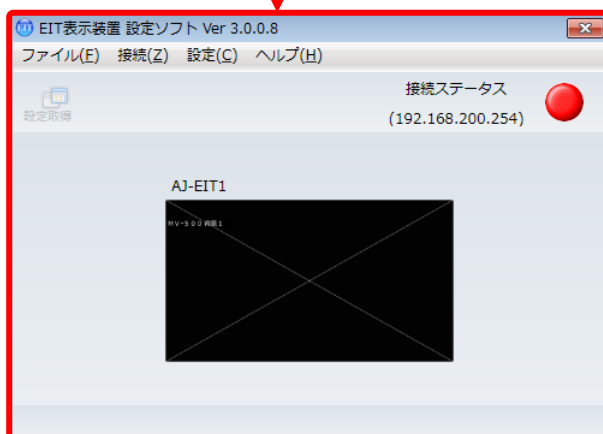 EIT表示装置 設定ソフト Ver 3.0.0.8
ファイル(F) 接続(Z) 設定(C) ヘルプ(H)
設定取得
接続ステータス
(192.168.200.254)
AJ-EIT1
MV-500